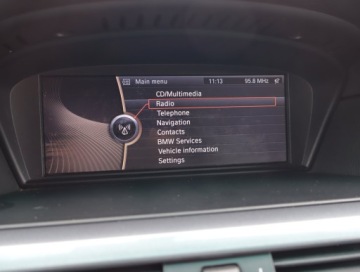 Main menu 11:13 95.8 MHz
CD/Multimedia
Radio
Telephone
Navigation
Contacts
BMW Services
Vehicle information
Settings